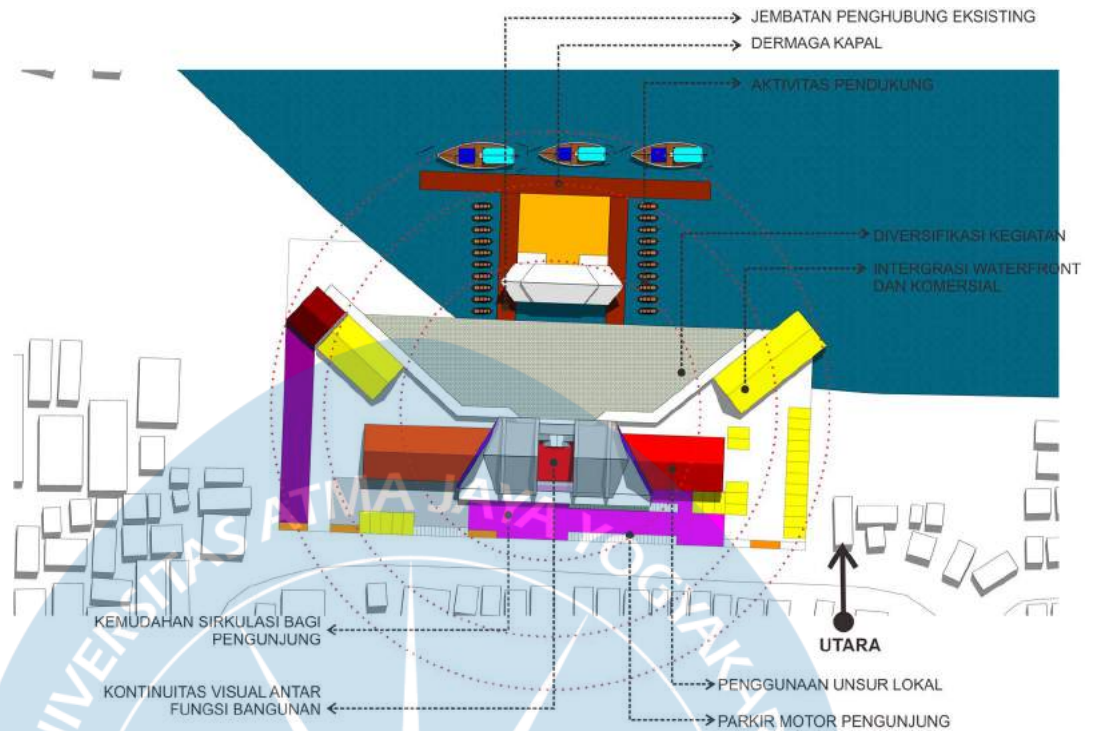 JEMBATAN PENGHUBUNG EKSISTING
DERMAGA KAPAL
AKTIVITAS PENDUKUNG
DIVERSIFIKASI KEGIATAN
INTERGRASI WATERFRONT
DAN KOMERSIAL
KEMUDAHAN SIRKULASI BAGI
PENGUNJUNG
UTARA
KONTINUITAS VISUAL ANTAR
FUNGSI BANGUNAN
PENGGUNAAN UNSUR LOKAL
PARKIR MOTOR PENGUNJUNG
UNIVERSITAS ATMA JAYA YOGYAKA